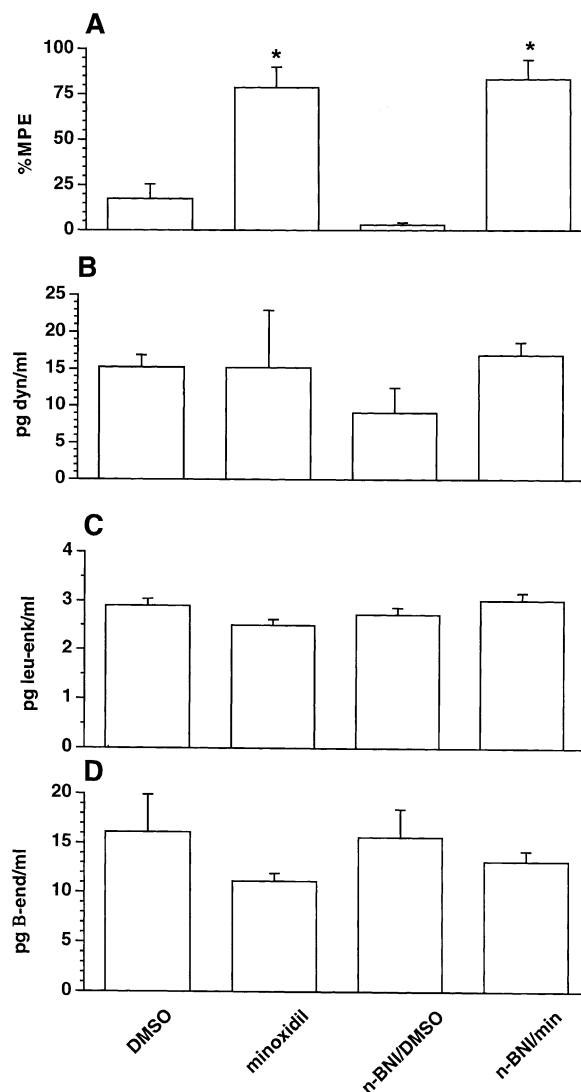 A
100
75
50
25
0
%MPE
*
*
B
25
20
15
10
5
0
pg dyn/ml
C
4
3
2
1
0
pg leu-enk/ml
D
20
15
10
5
0
pg B-end/ml
DMSO
minoxidil
n-BNI/DMSO
n-BNI/min